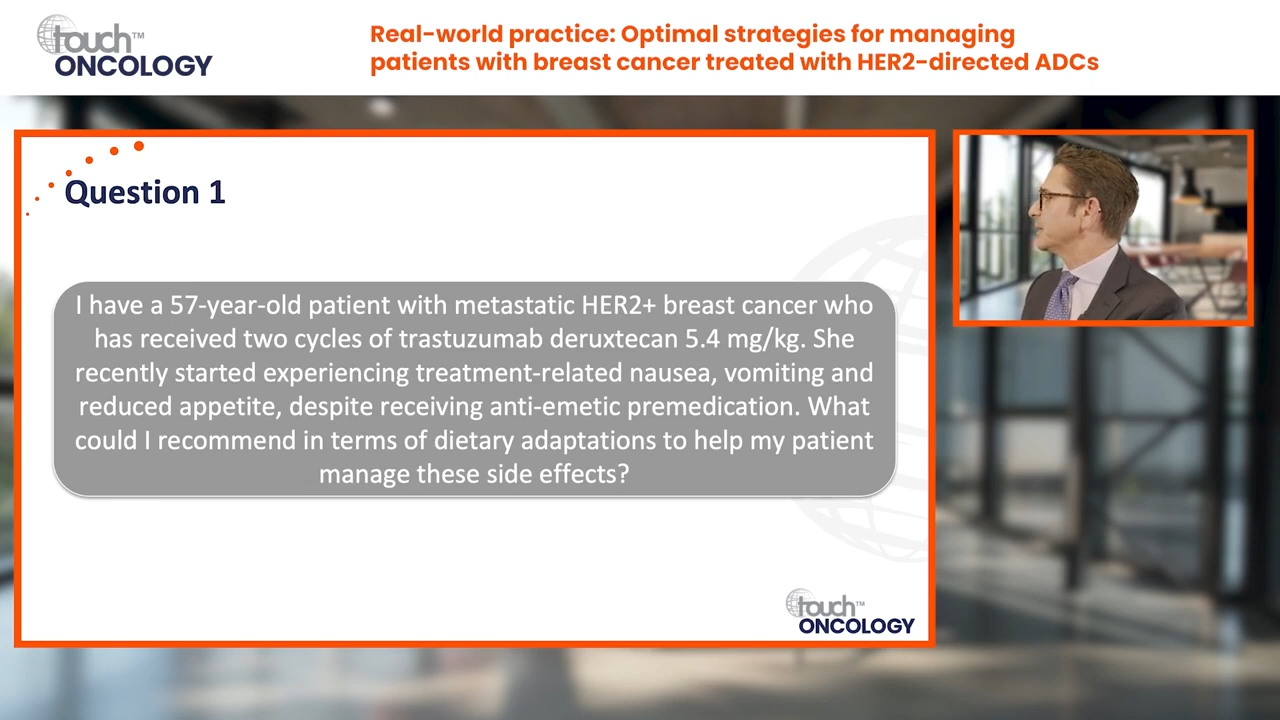 touch™
ONCOLOGY
Real-world practice: Optimal strategies for managing
patients with breast cancer treated with HER2-directed ADCs
Question 1
I have a 57-year-old patient with metastatic HER2+ breast cancer who
has received two cycles of trastuzumab deruxtecan 5.4 mg/kg. She
recently started experiencing treatment-related nausea, vomiting and
reduced appetite, despite receiving anti-emetic premedication. What
could I recommend in terms of dietary adaptations to help my patient
manage these side effects?
touch™
ONCOLOGY